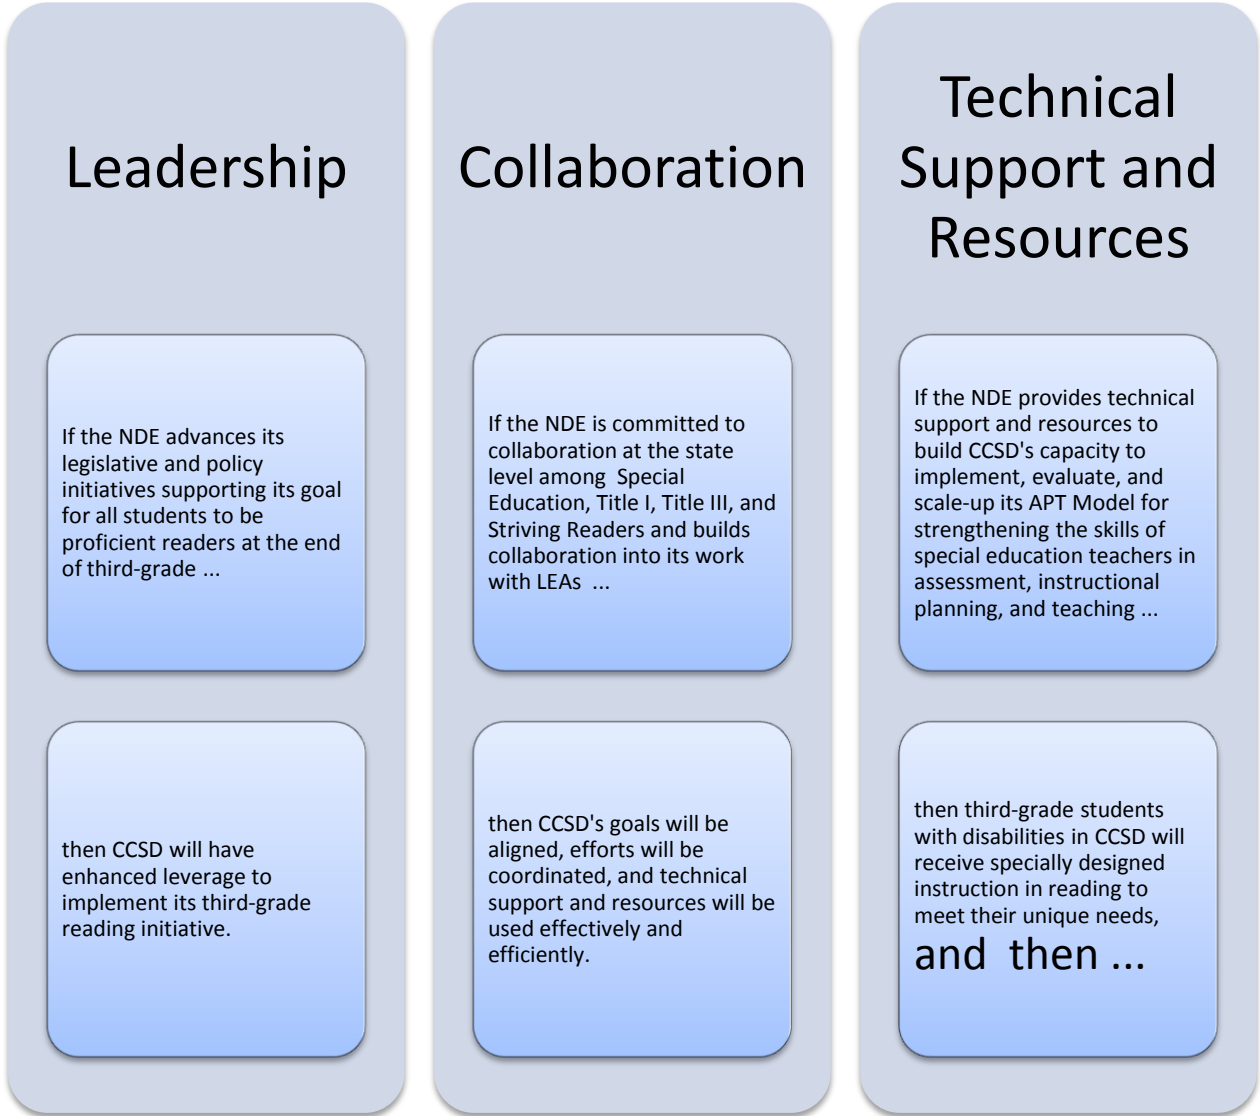 Leadership
If the NDE advances its
legislative and policy
initiatives supporting its goal
for all students to be
proficient readers at the end
of third-grade ...
then CCSD will have
enhanced leverage to
implement its third-grade
reading initiative.
Collaboration
If the NDE is committed to
collaboration at the state
level among  Special
Education, Title I, Title III, and
Striving Readers and builds
collaboration into its work
with LEAs  ...
then CCSD's goals will be
aligned, efforts will be
coordinated, and technical
support and resources will be
used effectively and
efficiently.
Technical
Support and
Resources
If the NDE provides technical
support and resources to
build CCSD's capacity to
implement, evaluate, and
scale-up its APT Model for
strengthening the skills of
special education teachers in
assessment, instructional
planning, and teaching ...
then third-grade students
with disabilities in CCSD will
receive specially designed
instruction in reading to
meet their unique needs,
and  then ...